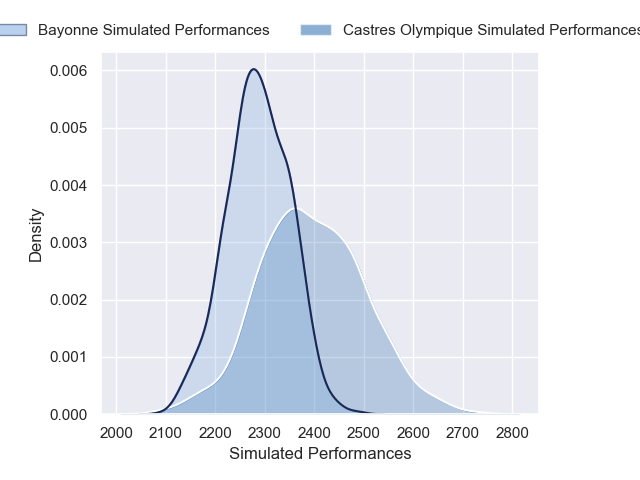 Bayonne Simulated Performances Castres Olympique Simulated Performances
0.006
0.005
0.004
0.003
0.002
0.001
0.000
Density
2000 2100 2200 2300 2400 2500 2600 2700 2800
Simulated Performances